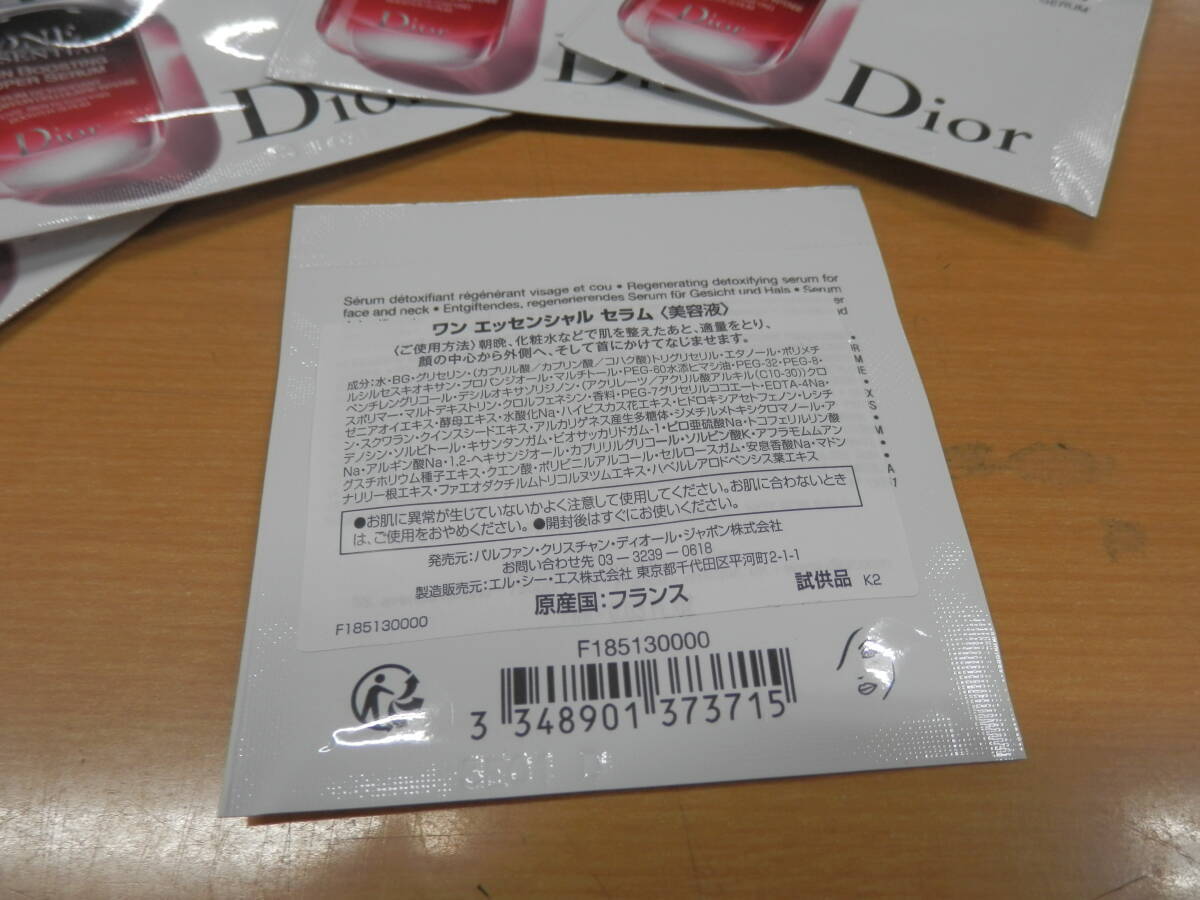 ONE
Dior
Dior
Dior
SERUM
Dior
Dior
Sérum détoxifiant régénérant visage et cou • Regenerating detoxifying serum for
face and neck • Entgiftendes, regenerierendes Serum für Gesicht und Hals • Serum
ワン エッセンシャル セラム〈美容液〉
〈ご使用方法〉朝晩、化粧水などで肌を整えたあと、適量をとり、
顔の中心から外側へ、そして首にかけてなじませます。
成分:水・BG・グリセリン・(カプリル酸/カプリン酸/コハク酸)トリグリセリル・エタノール・ポリメチ
ルシルセスキオキサン・プロパンジオール・マルチトール・PEG-60水添ヒマシ油・PEG-32・PEG-8・
ペンチレングリコール・デシルオキサゾリジノン・(アクリレーツ/アクリル酸アルキル(C10-30))クロ
スポリマー・マルトデキストリン・クロルフェネシン・香料・PEG-7グリセリルココエート・EDTA-4Na・
ゼニアオイエキス・酵母エキス・水酸化Na・ハイビスカス花エキス・ヒドロキシアセトフェノン・レシチ
ン・スクワラン・クインスシードエキス・アルカリゲネス産生多糖体・ジメチルメトキシクロマノール・ア
デノシン・ソルビトール・キサンタンガム・ビオサッカリドガム-1・ピロ亜硫酸Na・トコフェリルリン酸
Na・アルギン酸Na・1,2-ヘキサンジオール・カプリリルグリコール・ソルビン酸K・アフラモムアン
グスチホリウム種子エキス・クエン酸・ポリビニルアルコール・セルロースガム・安息香酸Na・マドン
ナリリー根エキス・ファエオダクチルムトリコルヌツムエキス・ハベルレアロドペンシス葉エキス
●お肌に異常が生じていないかよく注意して使用してください。お肌に合わないとき
は、ご使用をおやめください。●開封後はすぐにお使いください。
発売元:パルファン・クリスチャン・ディオール・ジャポン株式会社
お問い合わせ先 03-3239-0618
製造販売元:エル・シー・エス株式会社 東京都千代田区平河町2-1-1
原産国:フランス
試供品 K2
F185130000
F185130000
3 348901 373715